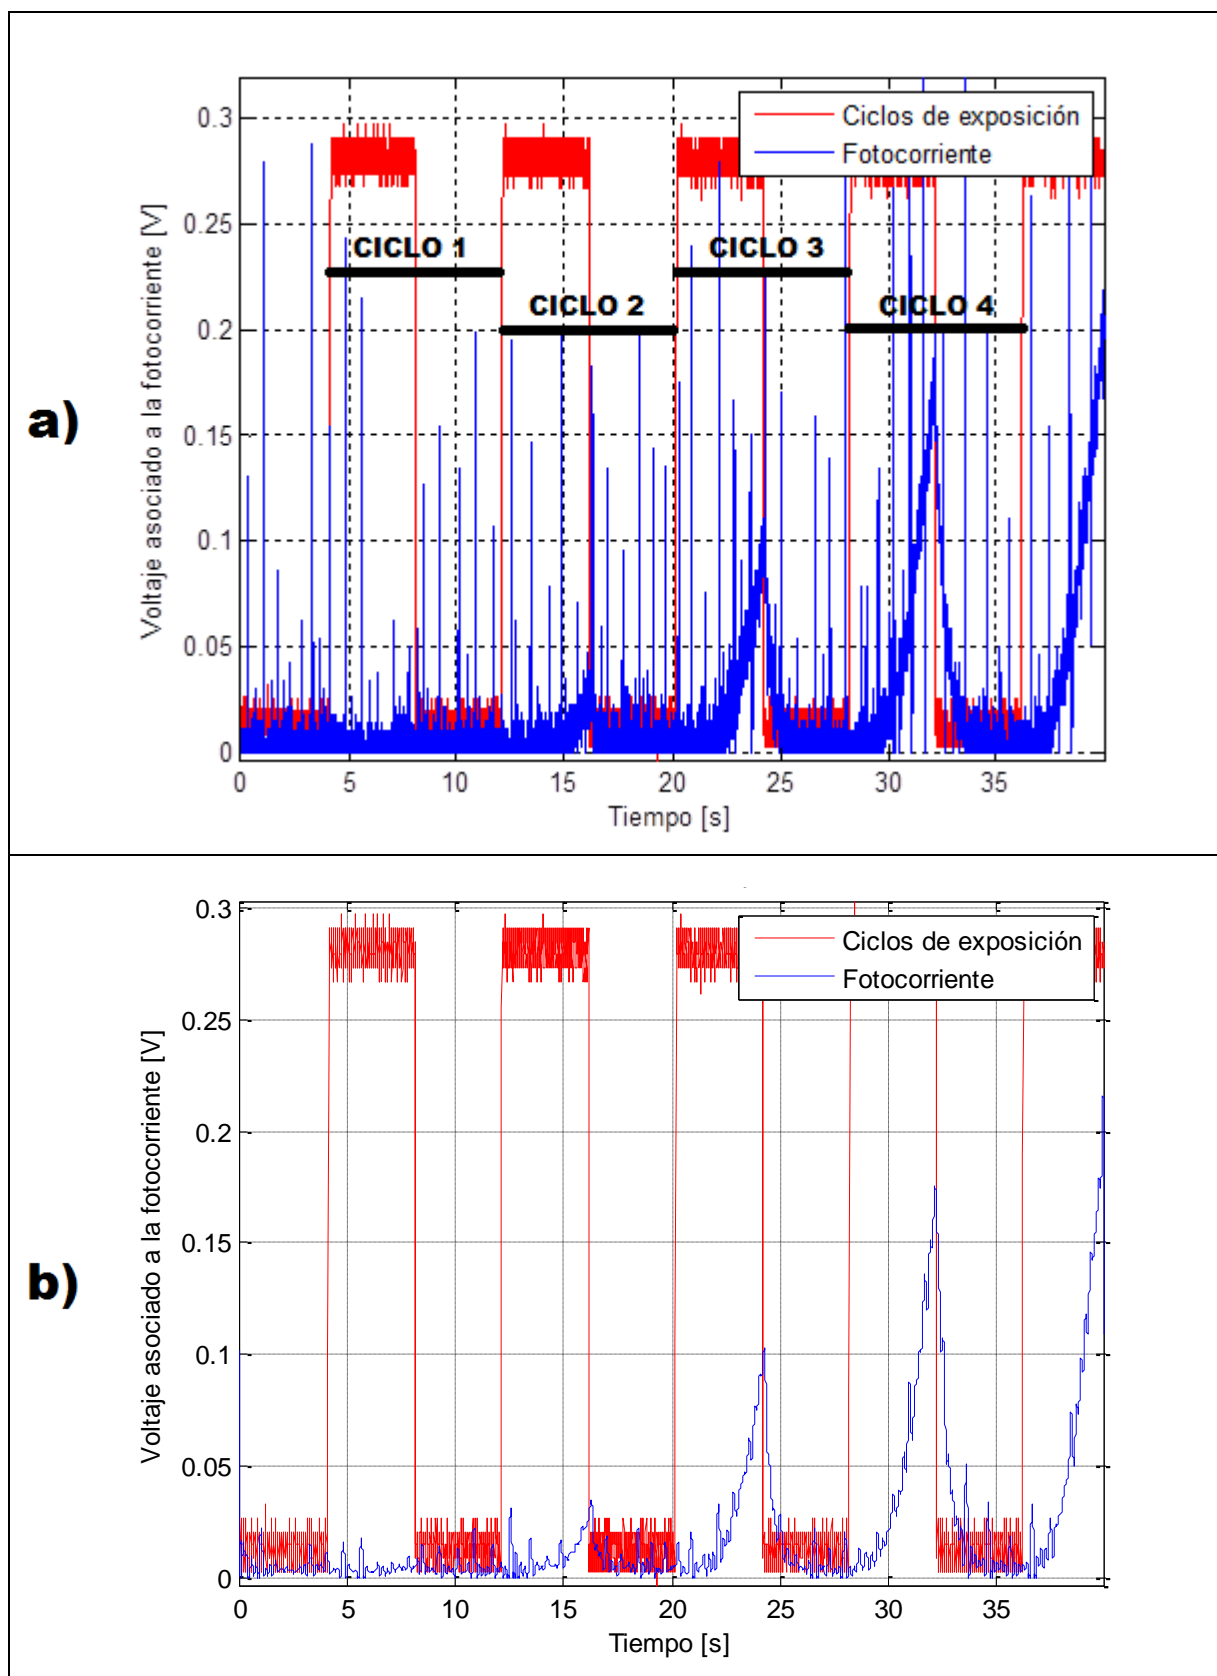 a)
Voltaje asociado a la fotocorriente [V]
0.3
0.25
0.2
0.15
0.1
0.05
0
Ciclos de exposición
Fotocorriente
CICLO 1
CICLO 3
CICLO 2
CICLO 4
0 5 10 15 20 25 30 35
Tiempo [s]
b)
Voltaje asociado a la fotocorriente [V]
0.3
0.25
0.2
0.15
0.1
0.05
0
Ciclos de exposición
Fotocorriente
0 5 10 15 20 25 30 35
Tiempo [s]